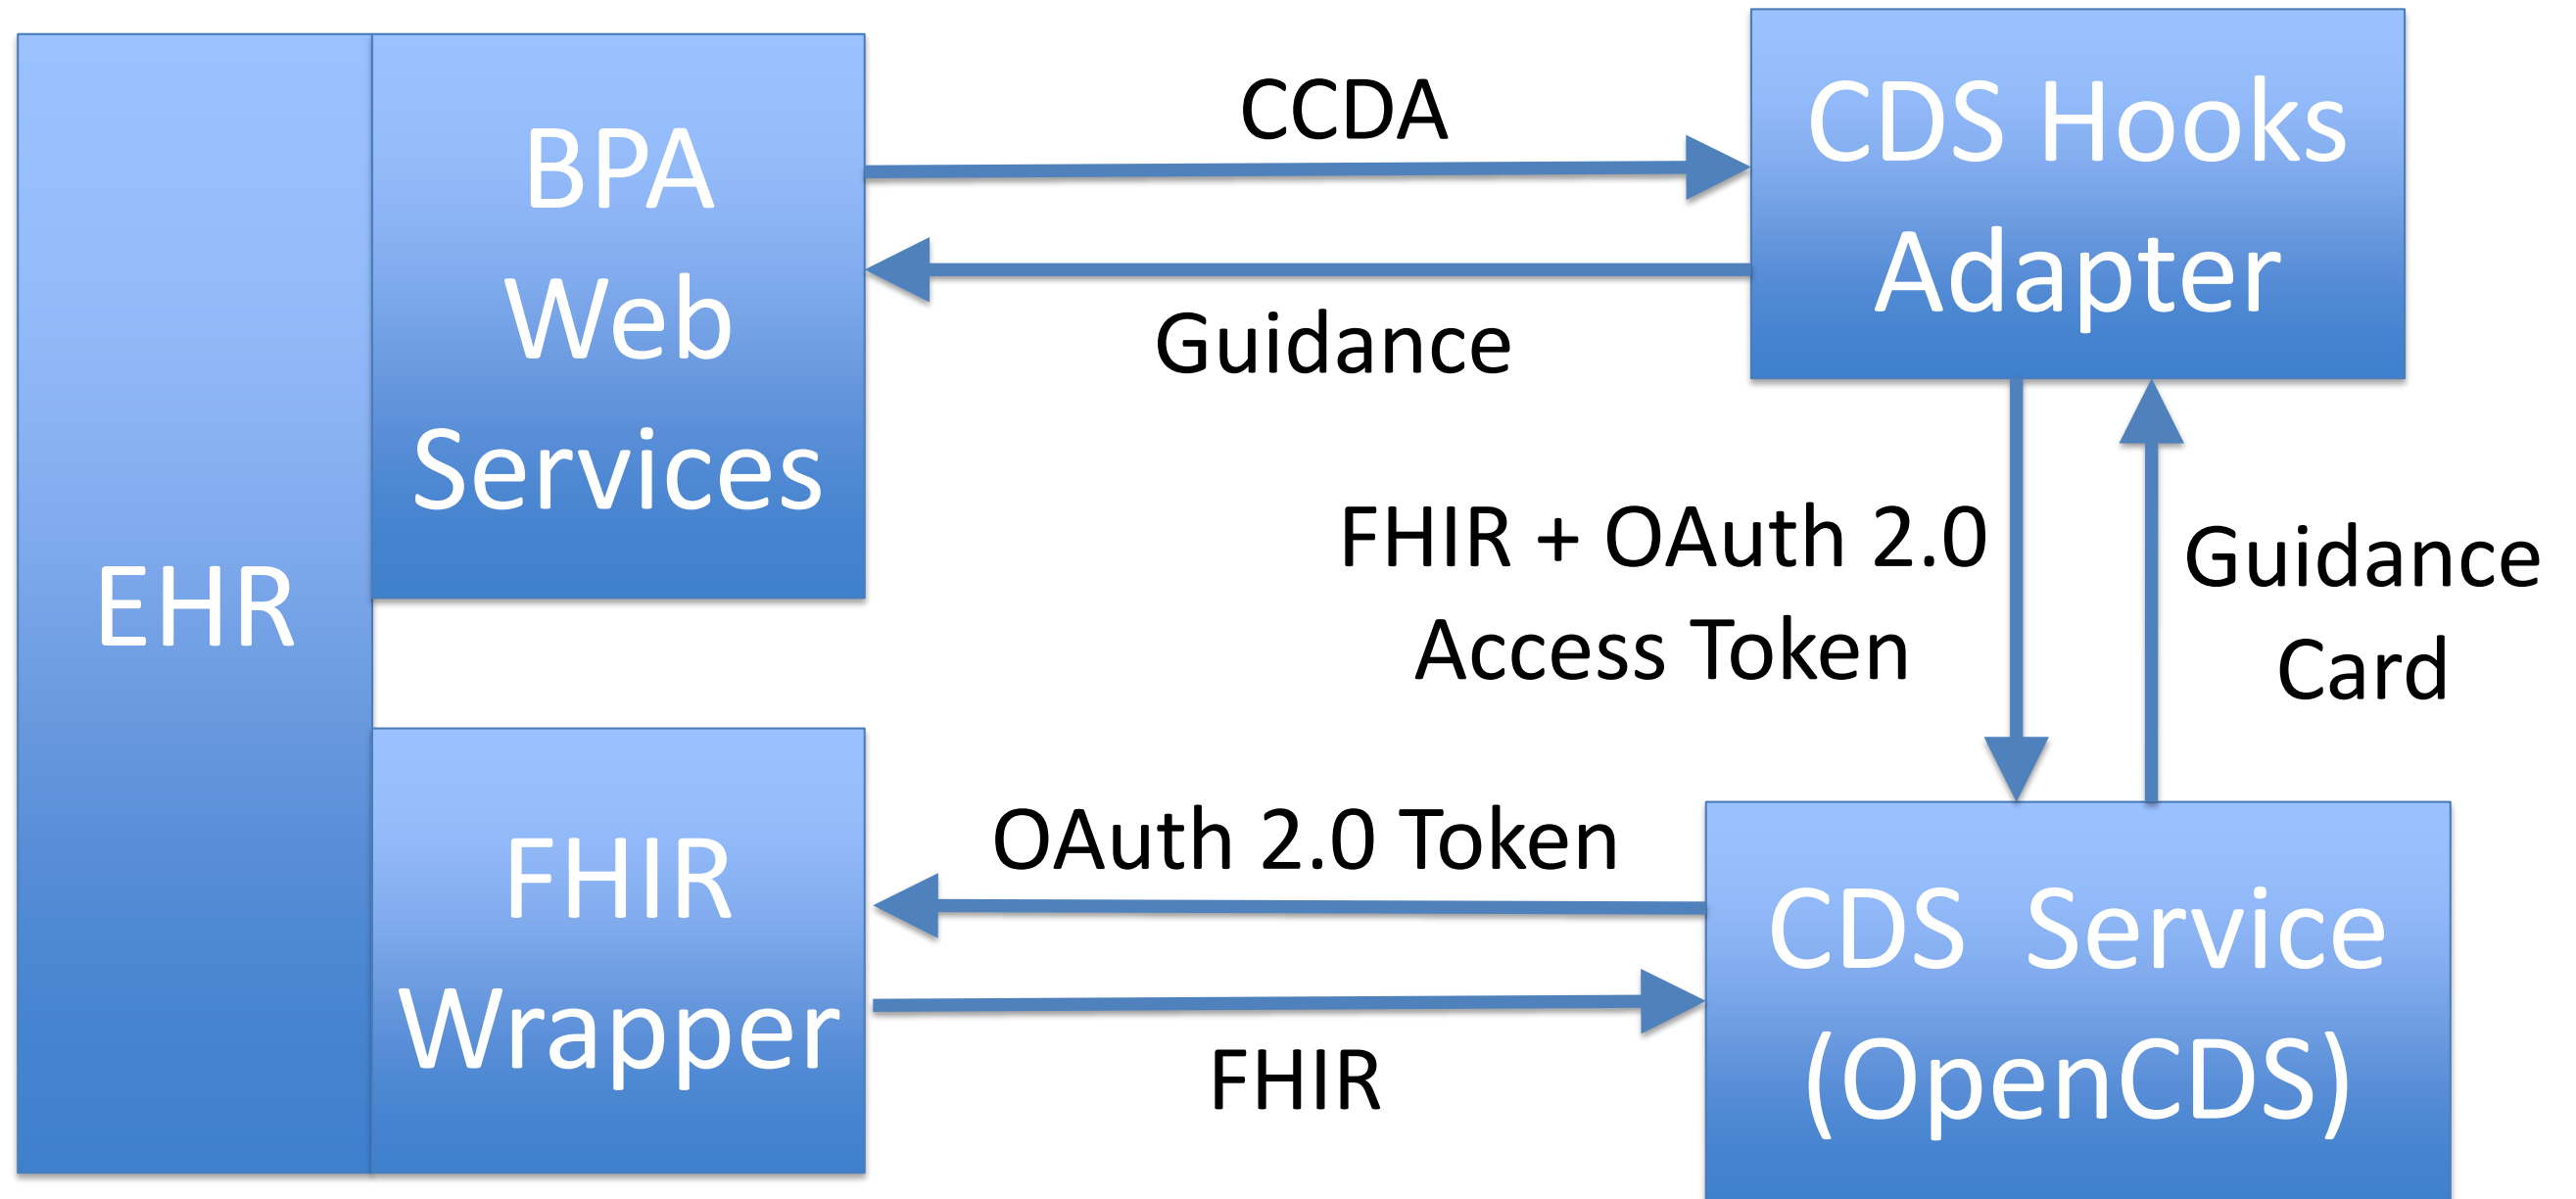 EHR
BPA
Web
Services
CCDA
Guidance
CDS Hooks
Adapter
FHIR + OAuth 2.0
Access Token
Guidance
Card
FHIR
Wrapper
OAuth 2.0 Token
FHIR
CDS Service
(OpenCDS)